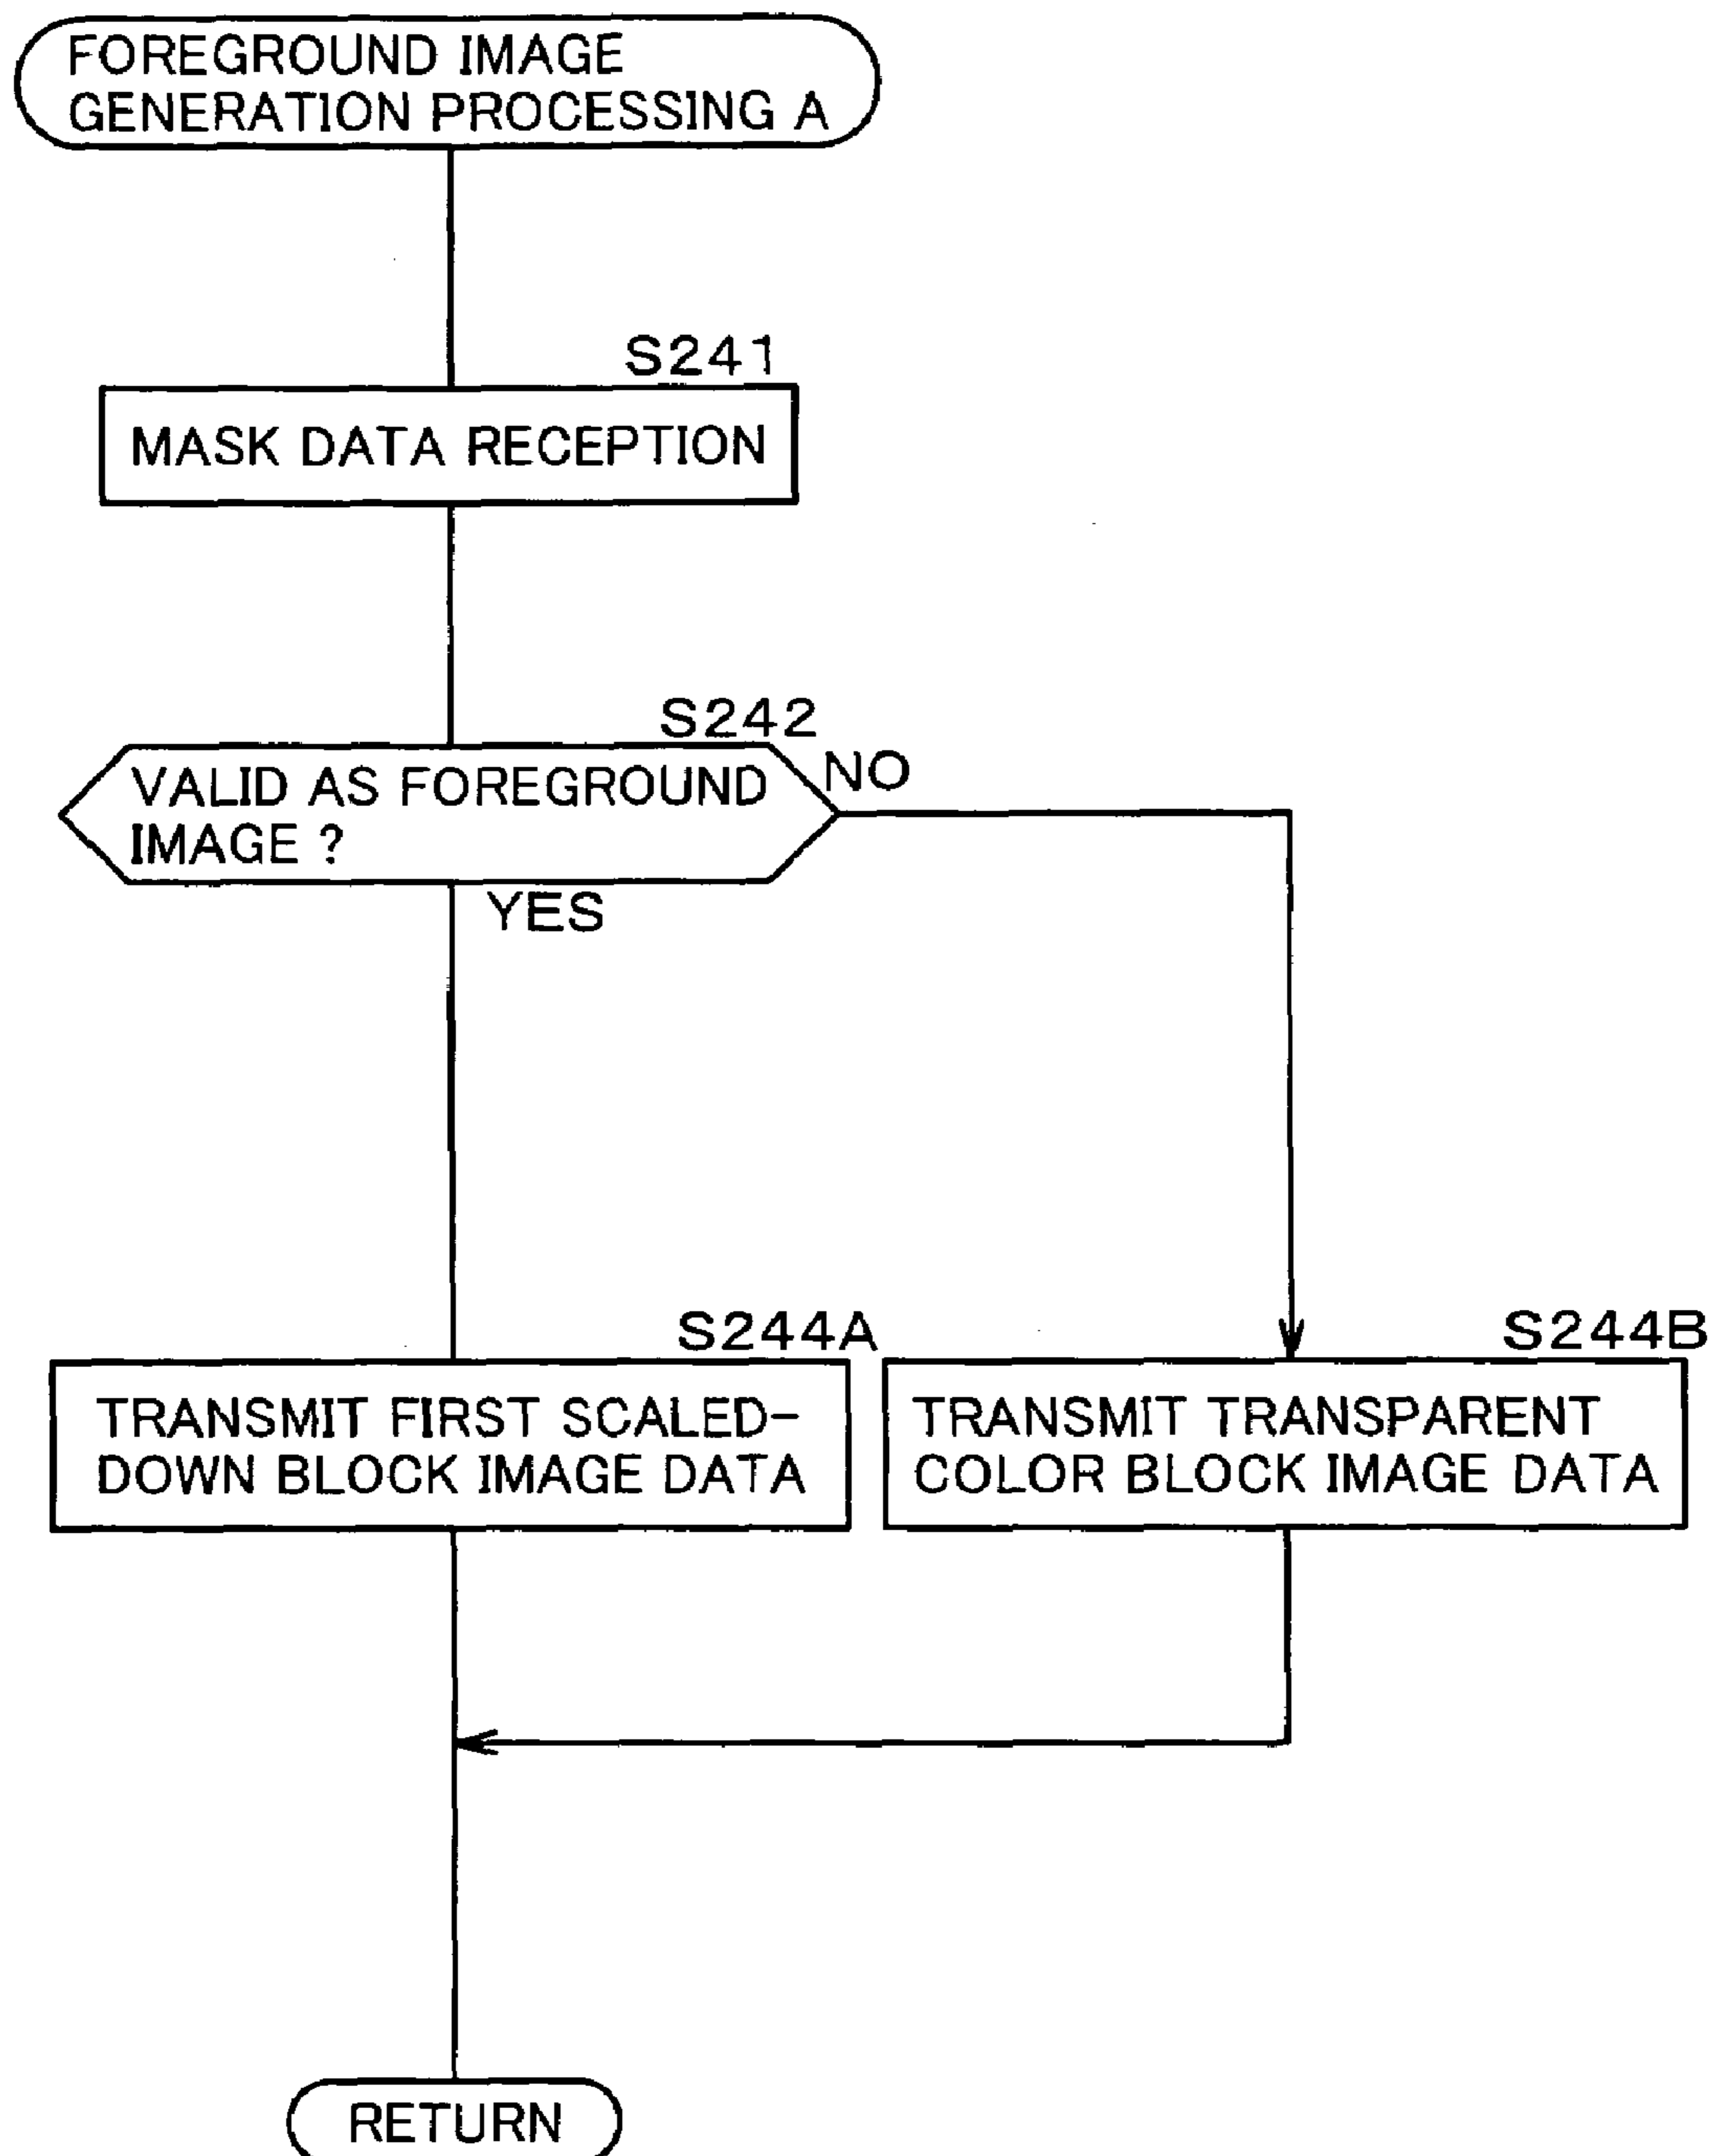 FOREGROUND IMAGE
GENERATION PROCESSING A
S241
MASK DATA RECEPTION
S242
VALID AS FOREGROUND
IMAGE ?
NO
YES
S244A
TRANSMIT FIRST SCALED-
DOWN BLOCK IMAGE DATA
S244B
TRANSMIT TRANSPARENT
COLOR BLOCK IMAGE DATA
RETURN